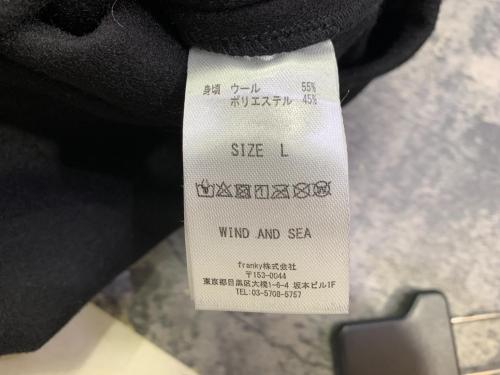 身頃 ウール 55%
ポリエステル 45%
SIZE L
WIND AND SEA
franky株式会社
〒153-0044
東京都目黒区大橋1-6-4 坂本ビル1F
TEL:03-5708-5757